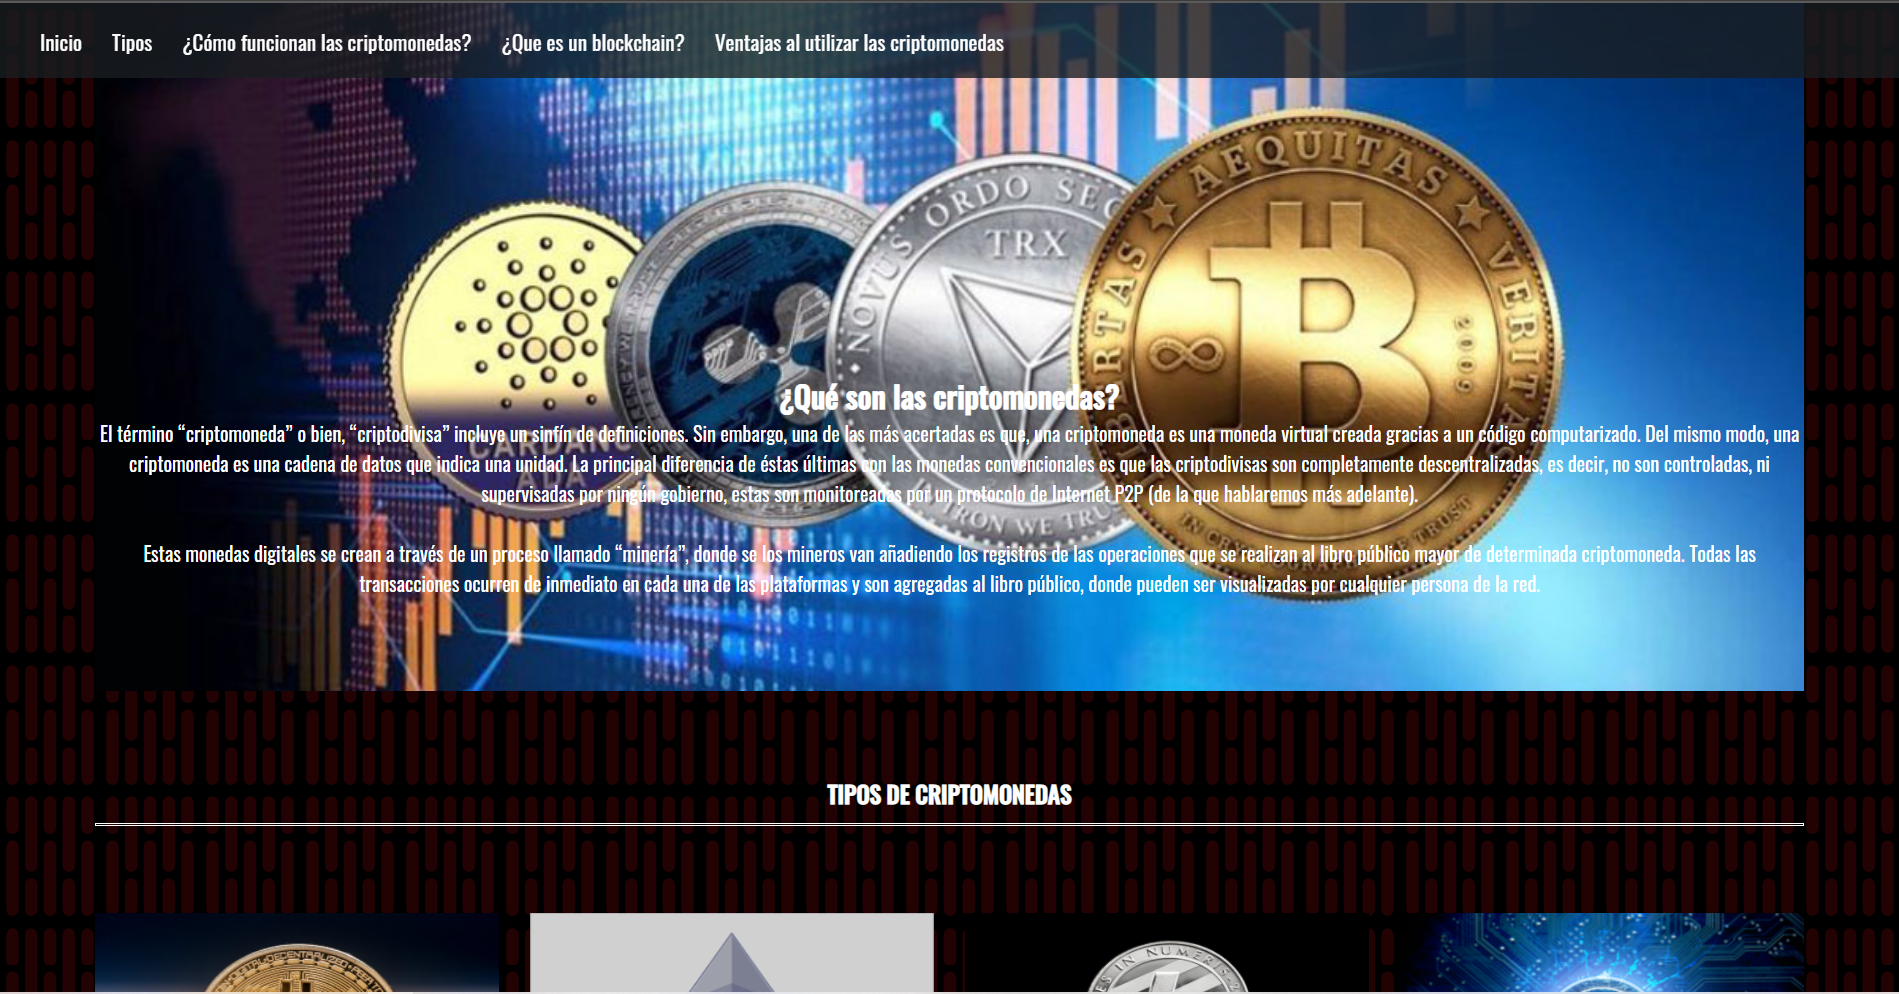 Inicio Tipos ¿Cómo funcionan las criptomonedas? ¿Que es un blockchain? Ventajas al utilizar las criptomonedas
AEQUITAS
VERITAS
2009
NOVUS ORDO SEC
TRX
¿Qué son las criptomonedas?
El término “criptomoneda” o bien, “criptodivisa” incluye un sinfín de definiciones. Sin embargo, una de las más acertadas es que, una criptomoneda es una moneda virtual creada gracias a un código computarizado. Del mismo modo, una
criptomoneda es una cadena de datos que indica una unidad. La principal diferencia de éstas últimas con las monedas convencionales es que las criptodivisas son completamente descentralizadas, es decir, no son controladas, ni
supervisadas por ningún gobierno, estas son monitoreadas por un protocolo de Internet P2P (de la que hablaremos más adelante).
ADA
Estas monedas digitales se crean a través de un proceso llamado “minería”, donde se los mineros van añadiendo los registros de las operaciones que se realizan al libro público mayor de determinada criptomoneda. Todas las
transacciones ocurren de inmediato en cada una de las plataformas y son agregadas al libro público, donde pueden ser visualizadas por cualquier persona de la red.
TIPOS DE CRIPTOMONEDAS